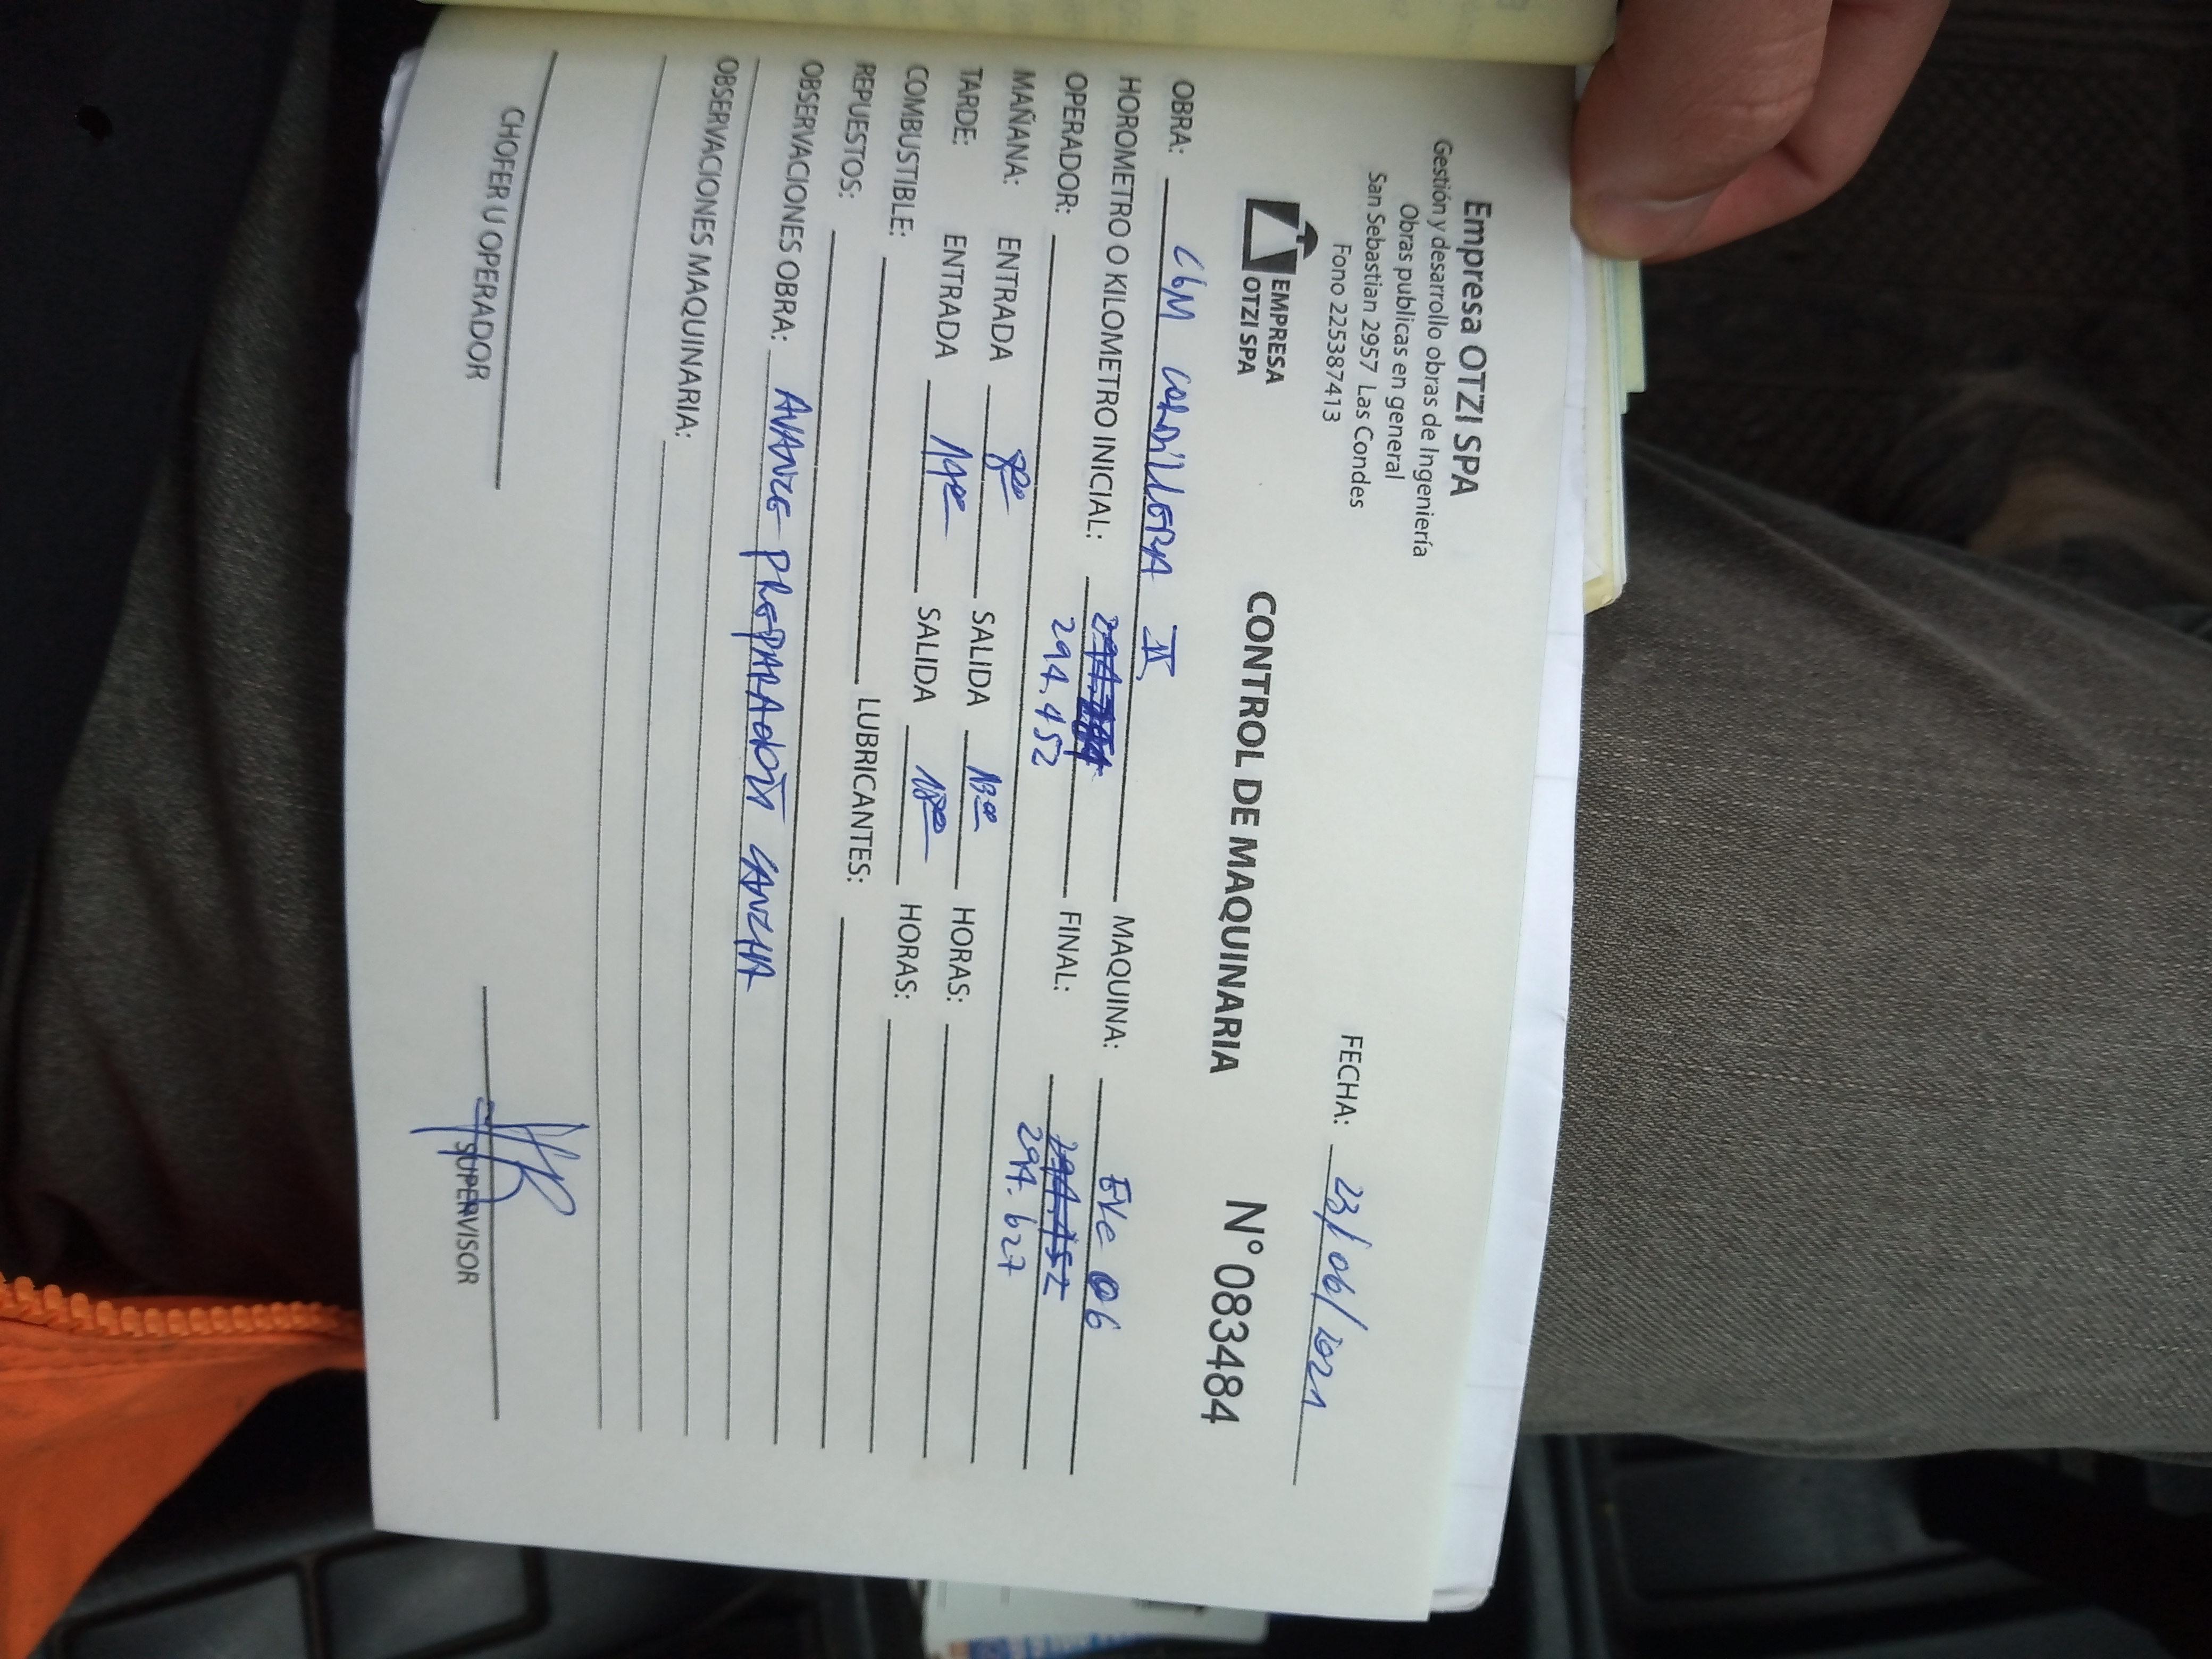 Empresa OTZI SPA
Gestión y desarrollo obras de Ingeniería
Obras publicas en general
San Sebastian 2957 Las Condes
Fono 225387413
FECHA: 23/06/2021
EMPRESA
OTZI SPA
CONTROL DE MAQUINARIA N° 083484
OBRA: CGM CORDILLERA II MAQUINA: EVC 06
HOROMETRO O KILOMETRO INICIAL: 294.452 FINAL: 294.152 294.627
OPERADOR:
MAÑANA: ENTRADA 8:00 SALIDA 13:00 HORAS:
TARDE: ENTRADA 14:00 SALIDA 18:00 HORAS:
COMBUSTIBLE: LUBRICANTES:
REPUESTOS:
OBSERVACIONES OBRA: AVANCE PREPARACIÓN CANCHA
OBSERVACIONES MAQUINARIA:
CHOFER U OPERADOR SUPERVISOR